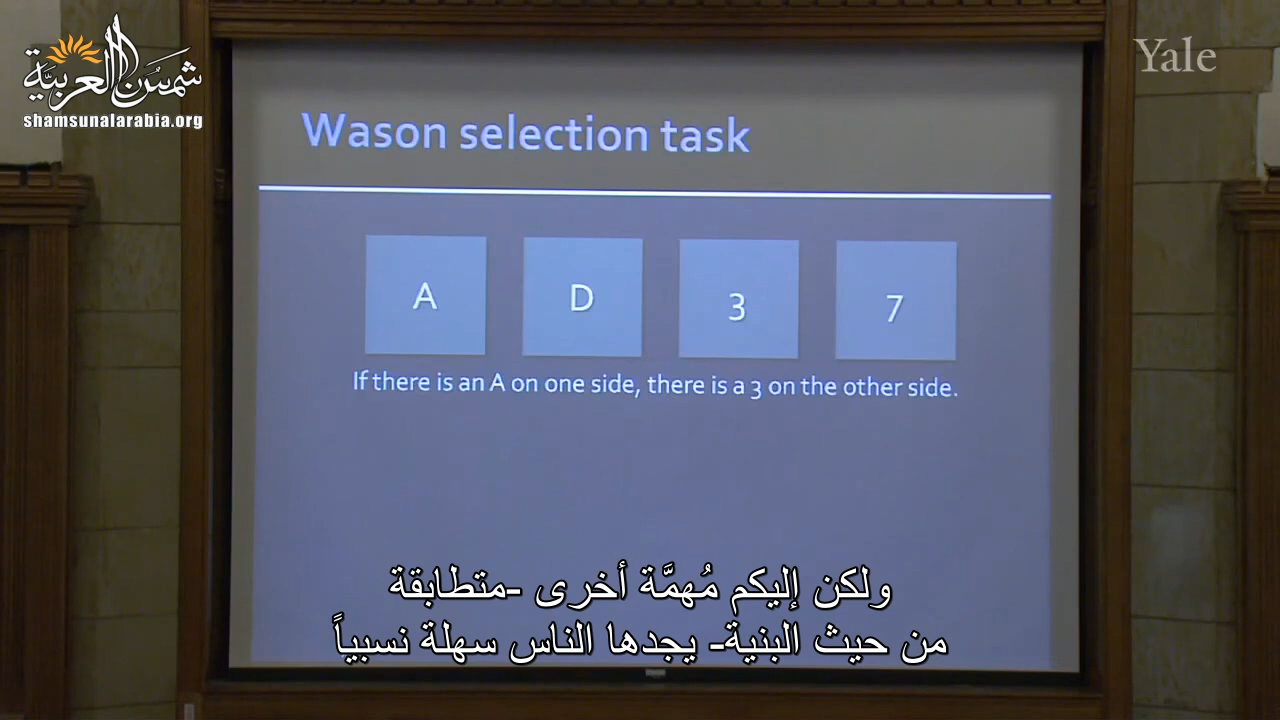 شمس العربية
shamsunalarabia.org
Yale
Wason selection task
A D 3 7
If there is an A on one side, there is a 3 on the other side.
ولكن إليكم مُهمَّة أخرى -متطابقة
من حيث البنية- يجدها الناس سهلة نسبياً